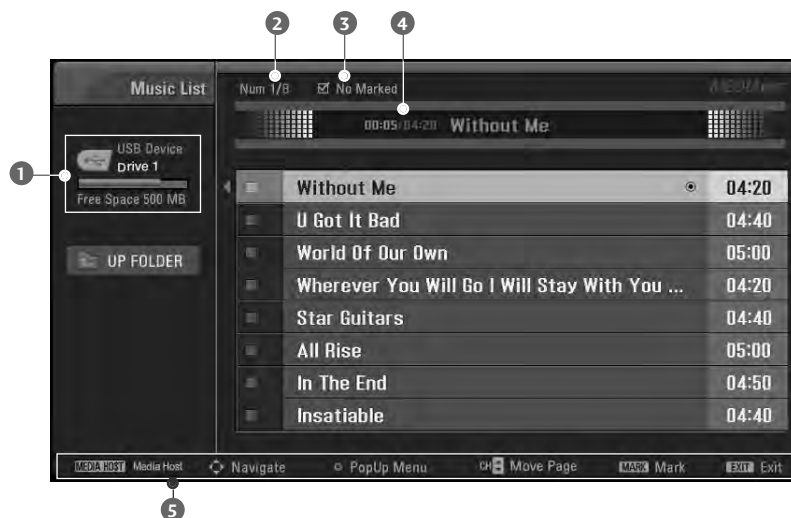 2 3 4
Music List
Num 1/8 No Marked
00:05/04:20 Without Me
1
USB Device
Drive 1
Free Space 500 MB
UP FOLDER
Without Me 04:20
U Got It Bad 04:40
World Of Our Own 05:00
Wherever You Will Go I Will Stay With You ... 04:20
Star Guitars 04:40
All Rise 05:00
In The End 04:50
Insatiable 04:40
MEDIA HOST Media Host Navigate PopUp Menu CH Move Page MARK Mark EXIT Exit
5